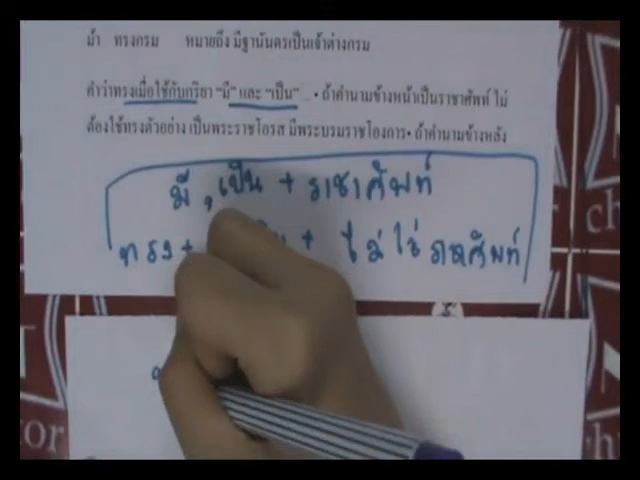 ม้า ทรงกรม หมายถึง มีฐานันดรเป็นเจ้าต่างกรม
คำว่าทรงเมื่อใช้กับกริยา “มี” และ “เป็น” ... • ถ้าคำนามข้างหน้าเป็นราชาศัพท์ ไม่
ต้องใช้ทรงตัวอย่าง เป็นพระราชโอรส มีพระบรมราชโองการ• ถ้าคำนามข้างหลัง
มี , เป็น + ราชาศัพท์
ทรง + + ไม่ใช่ราชศัพท์